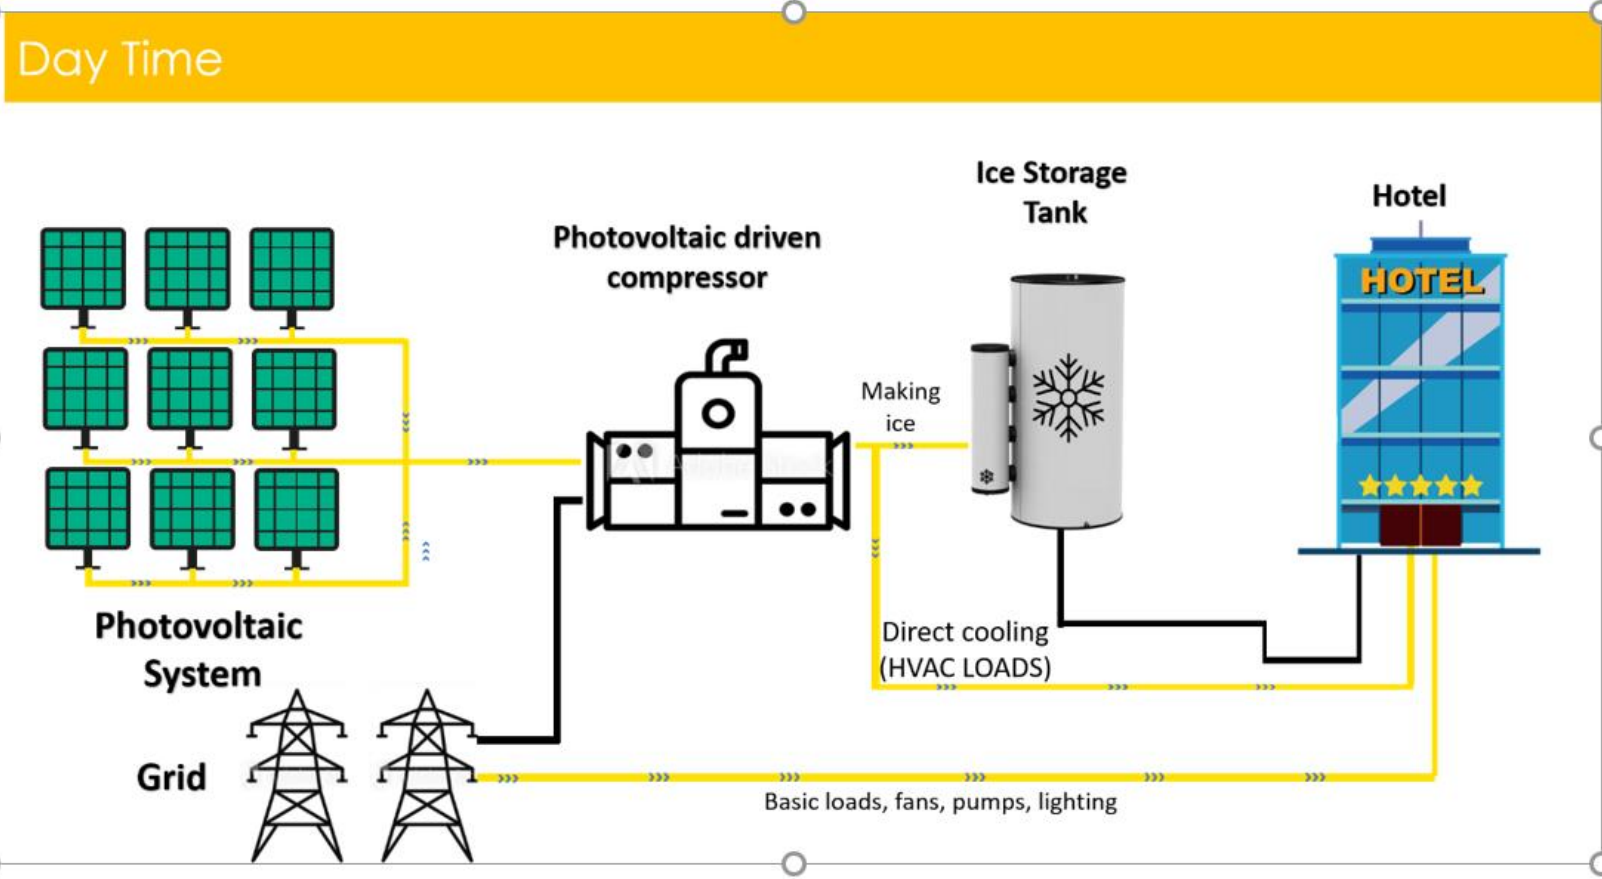 Day Time
Ice Storage
Tank
Hotel
Photovoltaic driven
compressor
HOTEL
Making
ice
Direct cooling
(HVAC LOADS)
Photovoltaic
System
Grid
Basic loads, fans, pumps, lighting